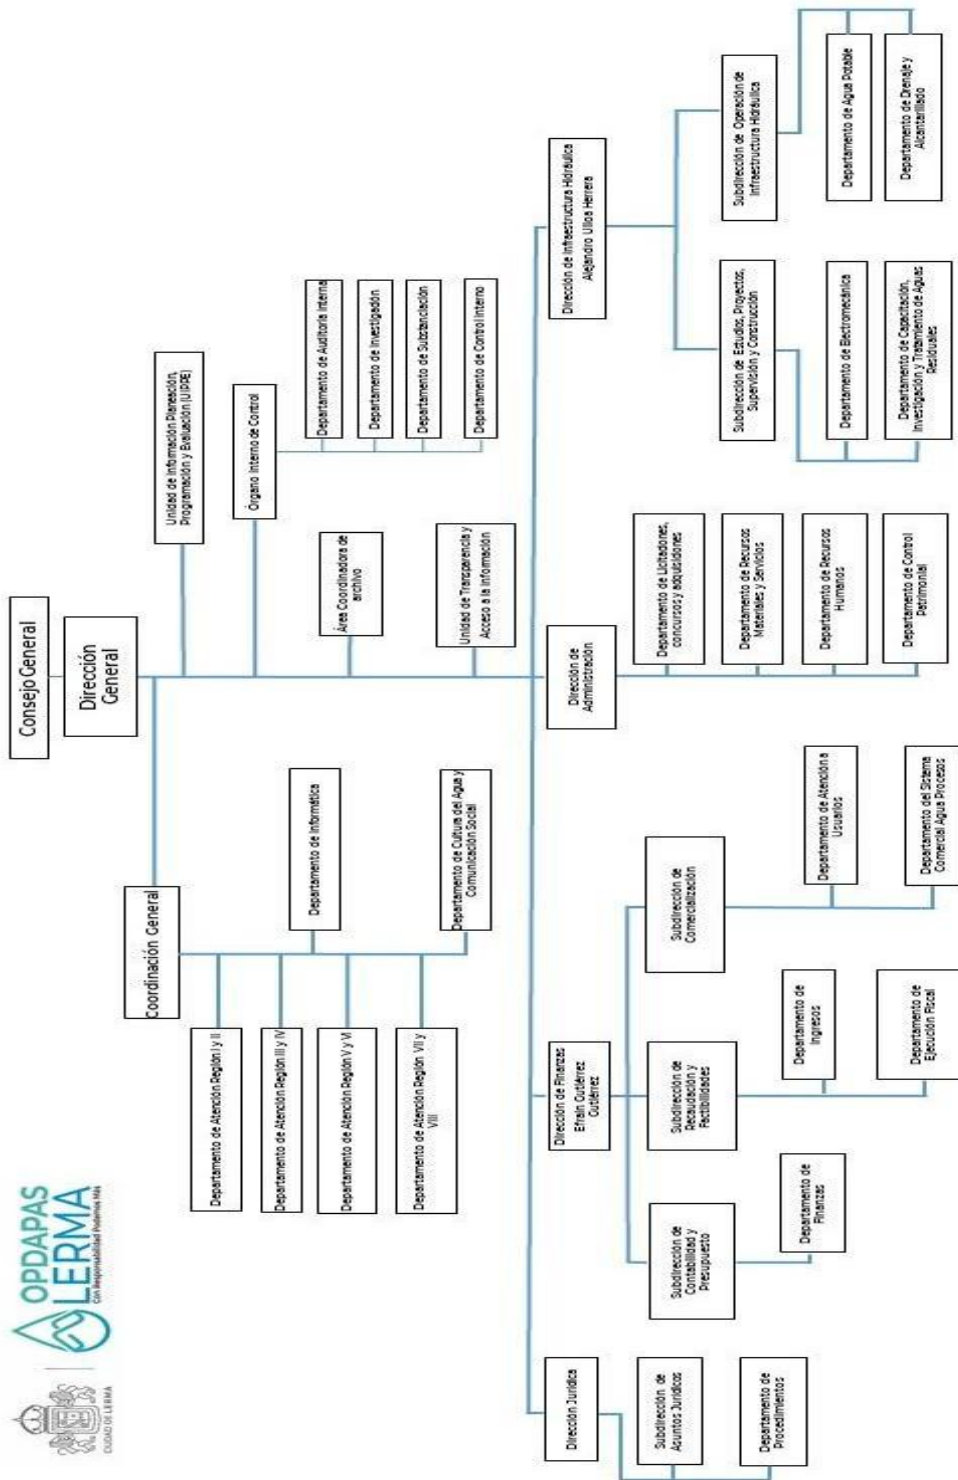 CIUDAD DE LERMA
OPDAPAS
LERMA
Con Responsabilidad Podemos Más
Consejo General
Dirección
General
Coordinación General
Unidad de Información Planeación,
Programación y Evaluación (UIPPE)
Órgano Interno de Control
Departamento de Auditoria Interna
Departamento de Investigación
Departamento de Substanciación
Departamento de Control Interno
Área Coordinadora de
archivo
Unidad de Transparencia y
Acceso a la Información
Departamento de Atención Región I y II
Departamento de Atención Región III y IV
Departamento de Atención Región V y VI
Departamento de Atención Región VII y
VIII
Departamento de Informática
Departamento de Cultura del Agua y
Comunicación Social
Dirección Jurídica
Subdirección de
Asuntos Jurídicos
Departamento de
Procedimientos
Dirección de Finanzas
Efraín Gutiérrez
Gutiérrez
Subdirección de
Contabilidad y
Presupuesto
Departamento de
Finanzas
Subdirección de
Recaudación y
Factibilidades
Departamento de
Ingresos
Departamento de
Ejecución Fiscal
Subdirección de
Comercialización
Departamento de Atención a
Usuarios
Departamento del Sistema
Comercial Agua Procesos
Dirección de
Administración
Departamento de Licitaciones,
concursos y adquisiciones
Departamento de Recursos
Materiales y Servicios
Departamento de Recursos
Humanos
Departamento de Control
Patrimonial
Dirección de Infraestructura Hidráulica
Alejandro Ulloa Herrera
Subdirección de Estudios, Proyectos,
Supervisión y Construcción
Departamento de Electromecánica
Departamento de Capacitación,
Investigación y Tratamiento de Aguas
Residuales
Subdirección de Operación de
Infraestructura Hidráulica
Departamento de Agua Potable
Departamento de Drenaje y
Alcantarillado